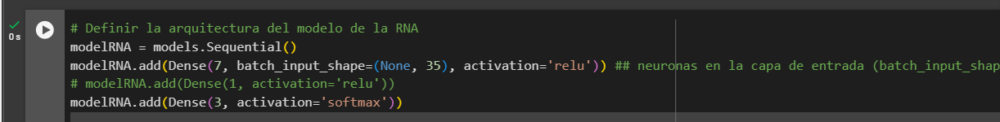 0s
# Definir la arquitectura del modelo de la RNA
modelRNA = models.Sequential()
modelRNA.add(Dense(7, batch_input_shape=(None, 35), activation='relu')) ## neuronas en la capa de entrada (batch_input_shap
# modelRNA.add(Dense(1, activation='relu'))
modelRNA.add(Dense(3, activation='softmax'))